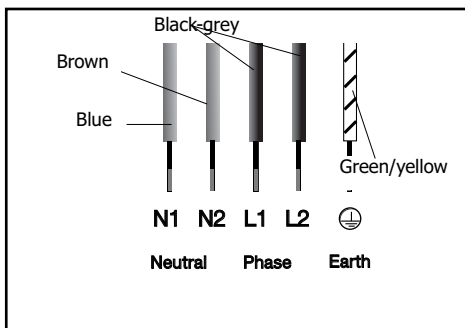 Black-grey
Brown
Blue
Green/yellow
N1 N2 L1 L2
Neutral Phase Earth